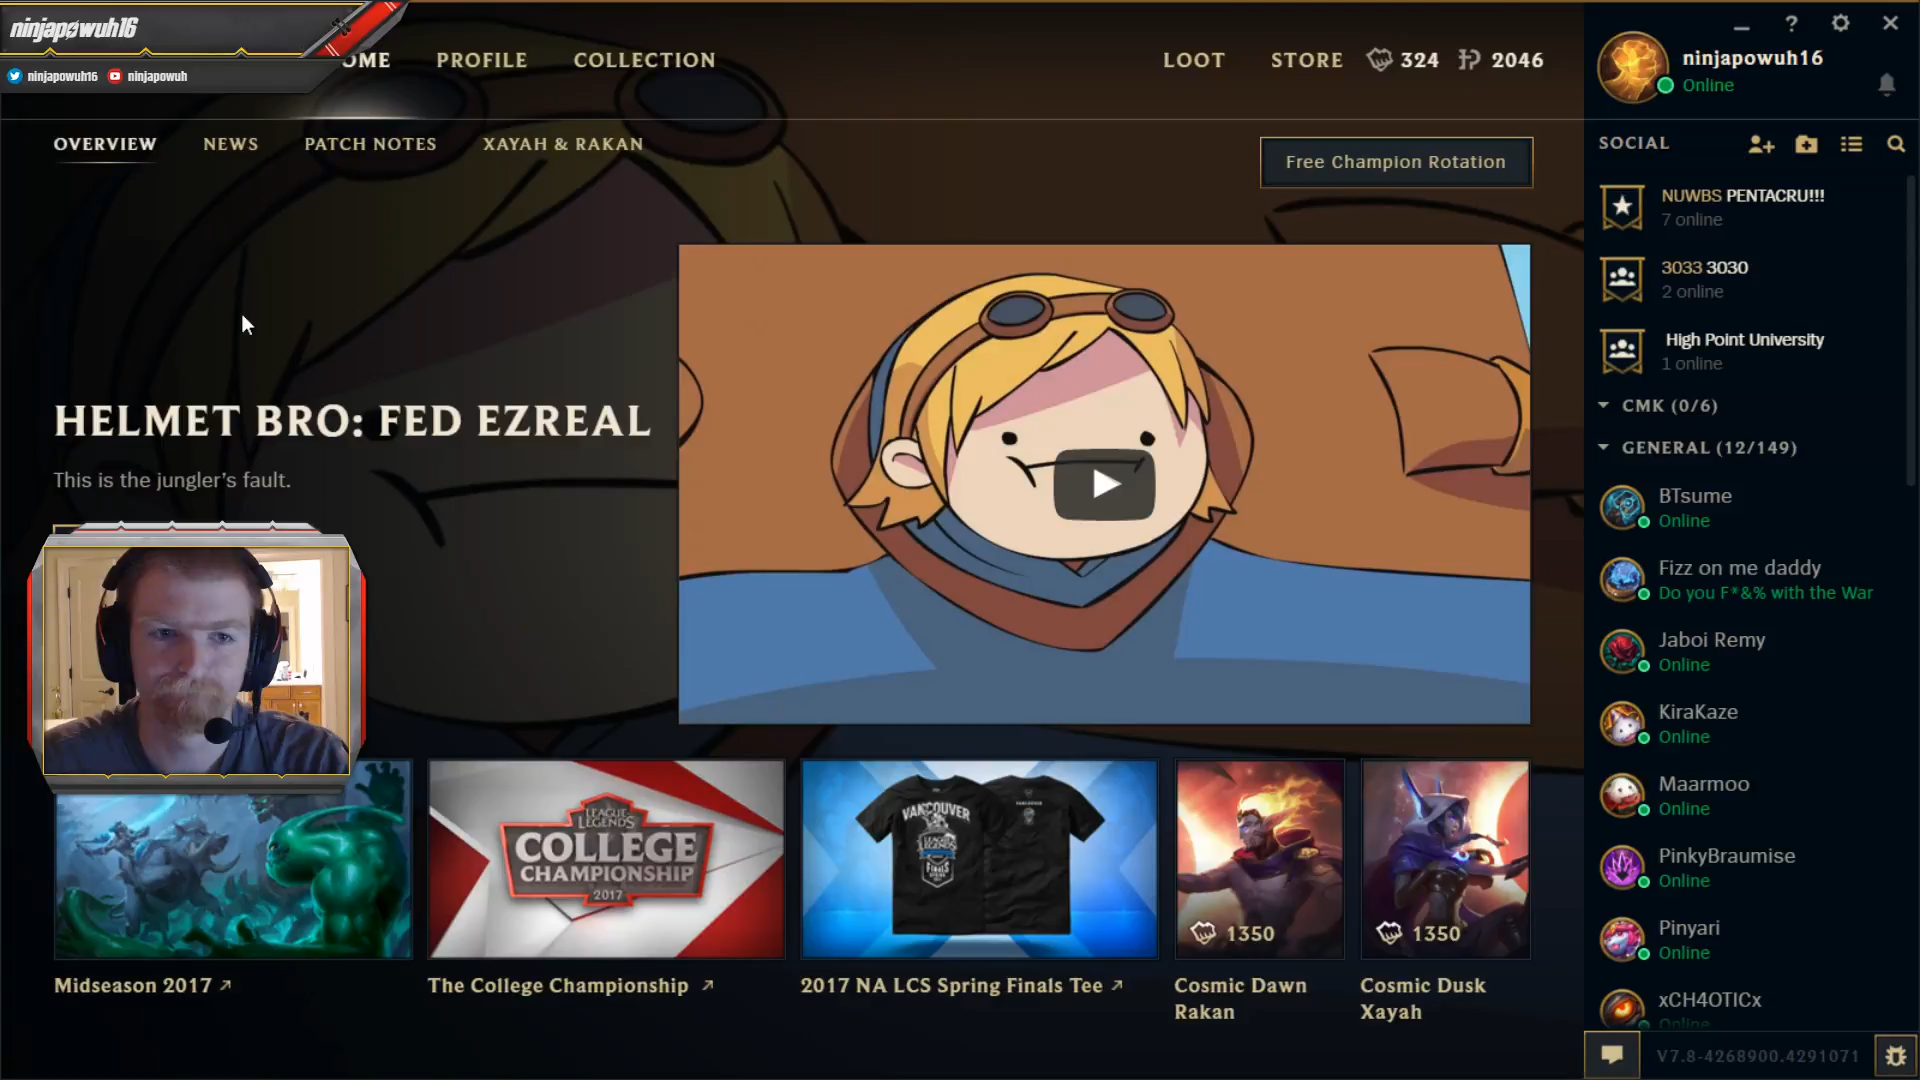 ninjapowuh16
ninjapowuh16 ninjapowuh
OME PROFILE COLLECTION
LOOT STORE 324 2046
ninjapowuh16
Online
OVERVIEW NEWS PATCH NOTES XAYAH & RAKAN
Free Champion Rotation
HELMET BRO: FED EZREAL
This is the jungler's fault.
LEAGUE
LEGENDS
COLLEGE
CHAMPIONSHIP
2017
VANCOUVER
FINALS
VANCOUVER
1350
1350
Midseason 2017
The College Championship
2017 NA LCS Spring Finals Tee
Cosmic Dawn
Rakan
Cosmic Dusk
Xayah
SOCIAL
NUWBS PENTACRU!!!
7 online
3033 3030
2 online
High Point University
1 online
CMK (0/6)
GENERAL (12/149)
BTsume
Online
Fizz on me daddy
Do you F*&% with the War
Jaboi Remy
Online
KiraKaze
Online
Maarmoo
Online
PinkyBraumise
Online
Pinyari
Online
xCH4OTICx
Online
V7.8-4268900.4291071